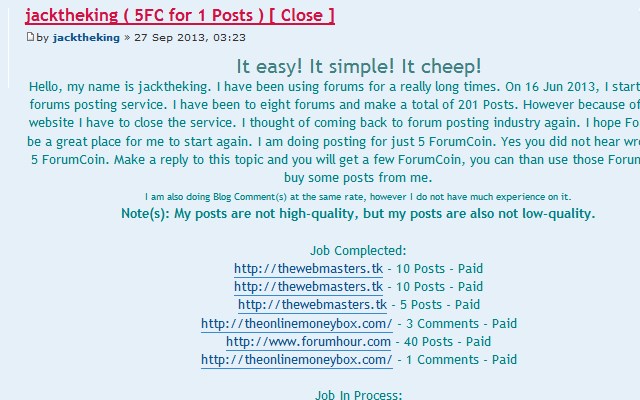 jacktheking ( 5FC for 1 Posts ) [ Close ]
by jacktheking » 27 Sep 2013, 03:23
It easy! It simple! It cheep!
Hello, my name is jacktheking. I have been using forums for a really long times. On 16 Jun 2013, I start
forums posting service. I have been to eight forums and make a total of 201 Posts. However because of
website I have to close the service. I thought of coming back to forum posting industry again. I hope Fo
be a great place for me to start again. I am doing posting for just 5 ForumCoin. Yes you did not hear wr
5 ForumCoin. Make a reply to this topic and you will get a few ForumCoin, you can than use those Forum
buy some posts from me.
I am also doing Blog Comment(s) at the same rate, however I do not have much experience on it.
Note(s): My posts are not high-quality, but my posts are also not low-quality.
Job Complected:
http://thewebmasters.tk - 10 Posts - Paid
http://thewebmasters.tk - 10 Posts - Paid
http://thewebmasters.tk - 5 Posts - Paid
http://theonlinemoneybox.com/ - 3 Comments - Paid
http://www.forumhour.com - 40 Posts - Paid
http://theonlinemoneybox.com/ - 1 Comments - Paid
Job In Process: